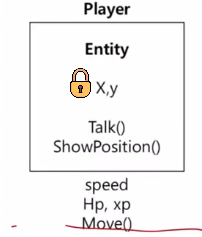 Player
Entity
X,y
Talk()
ShowPosition()
speed
Hp, xp
Move()